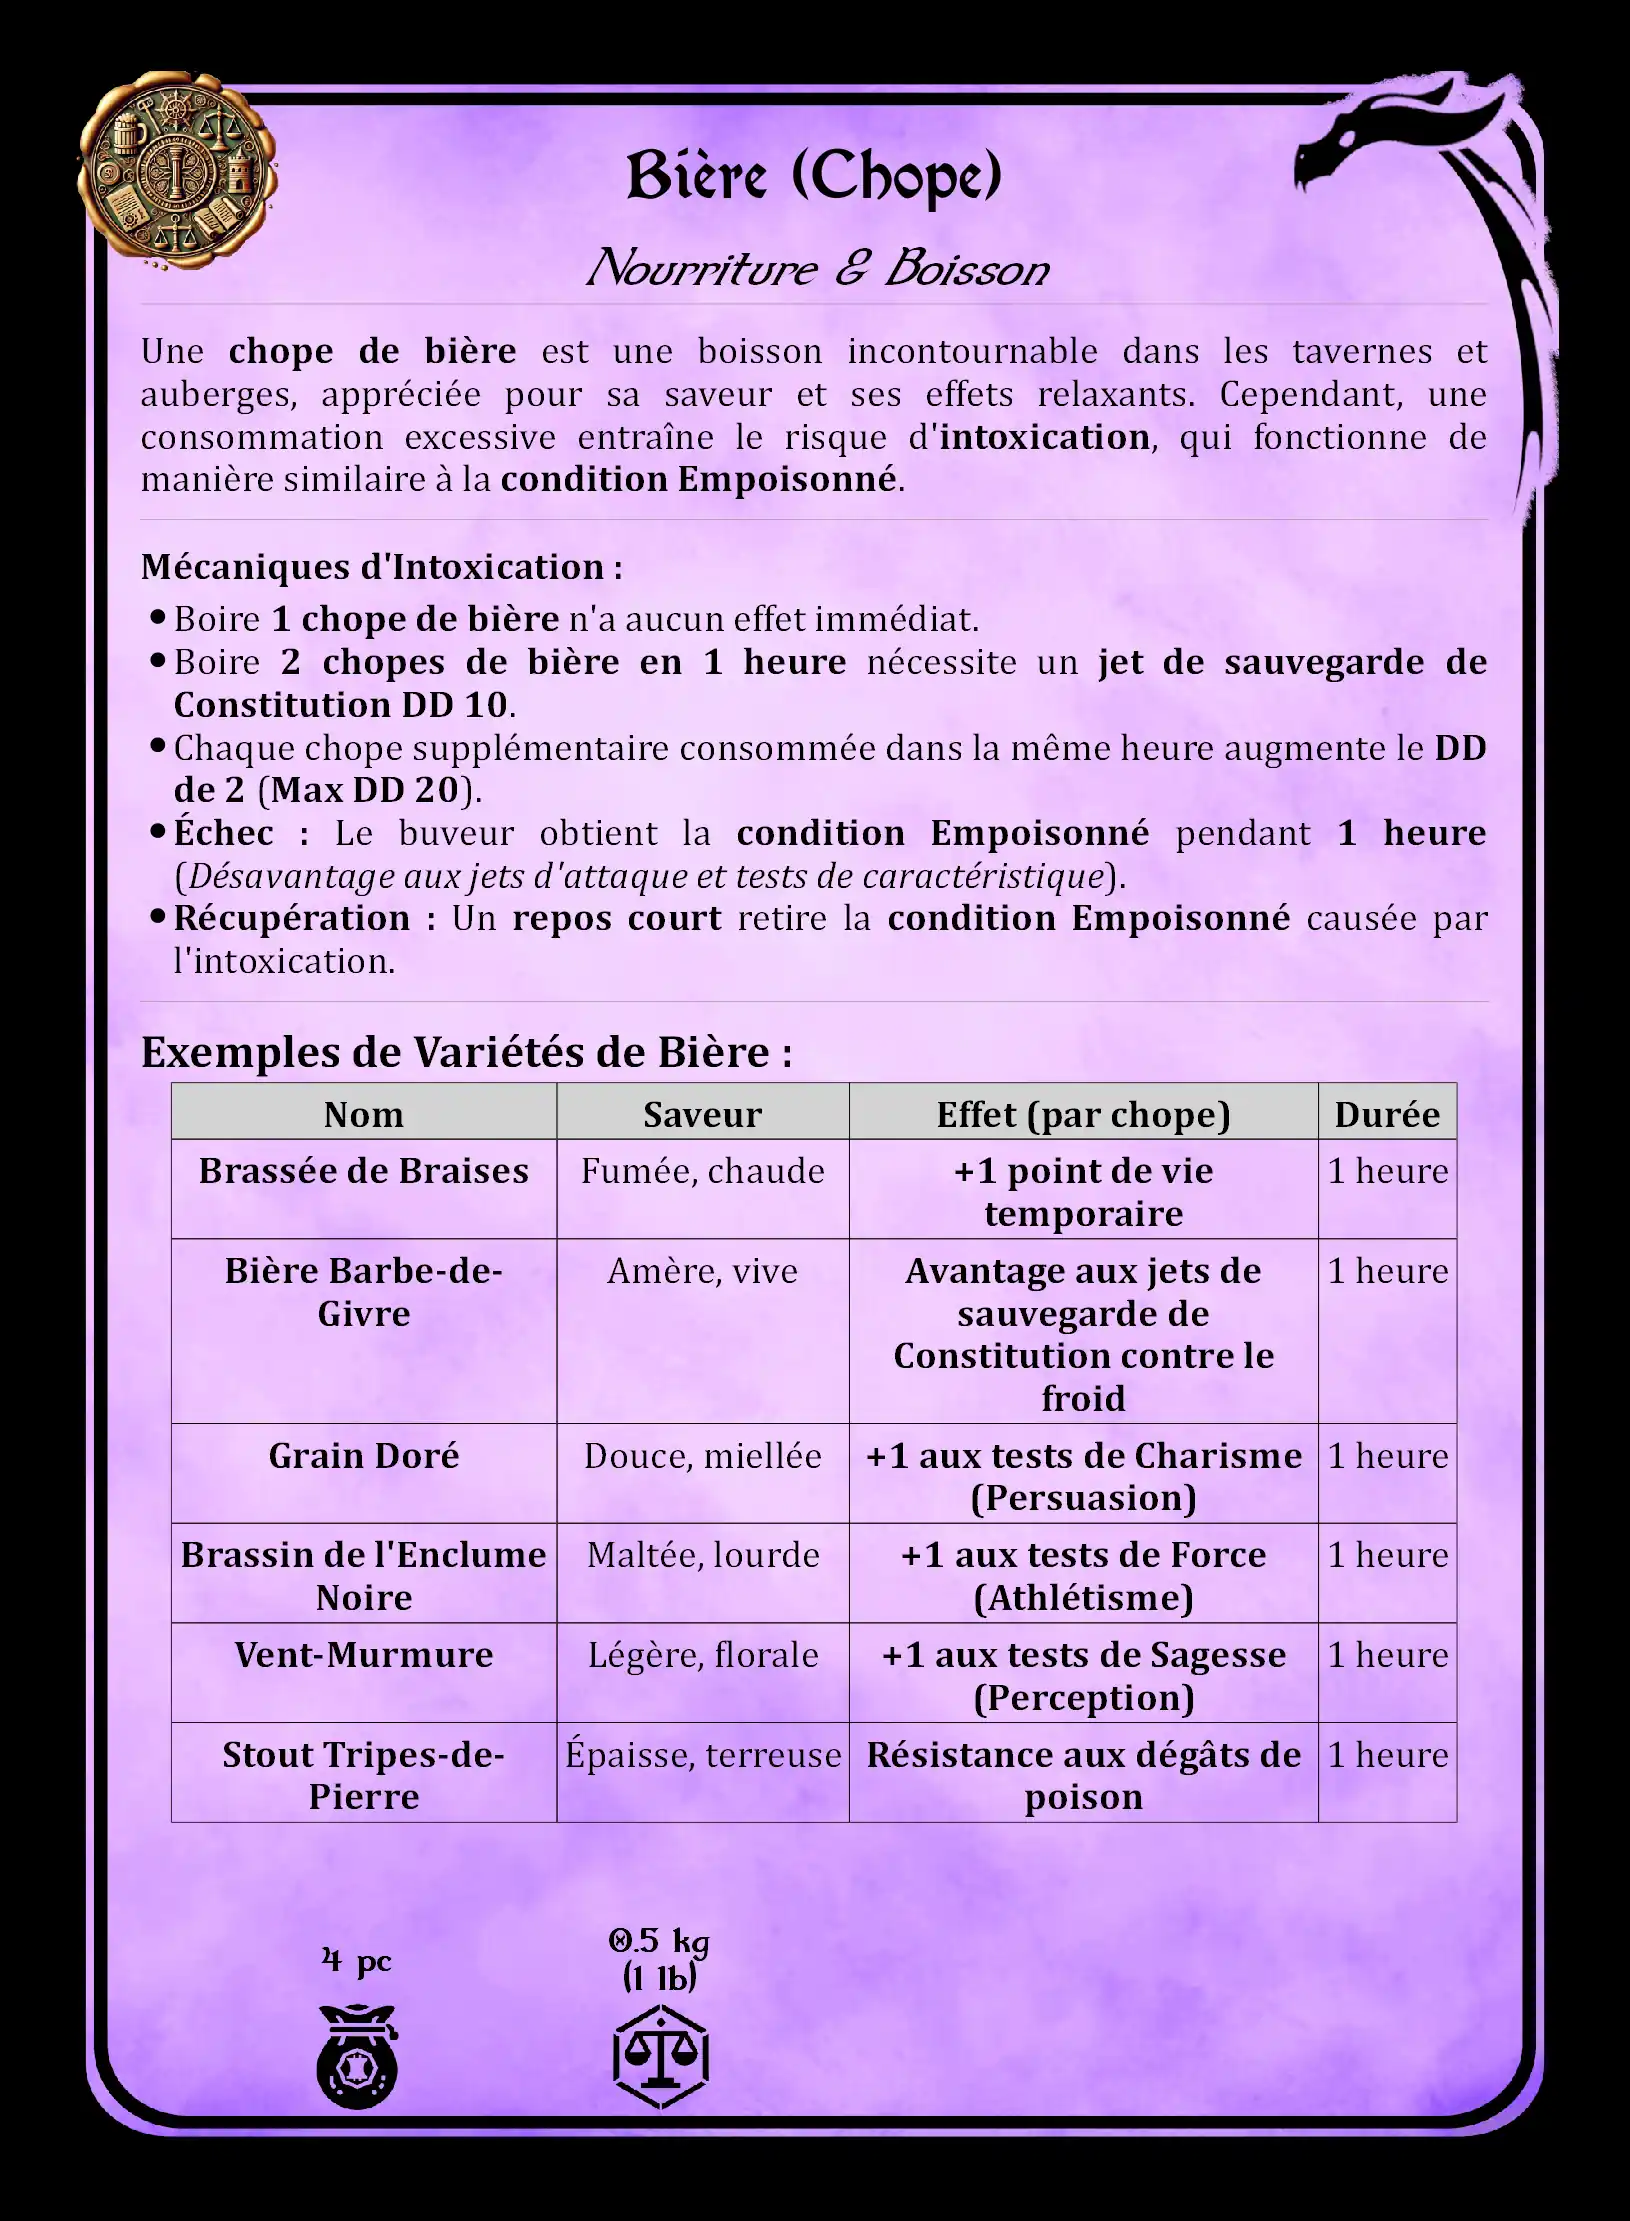 Bière (Chope)
Nourriture & Boisson
Une chope de bière est une boisson incontournable dans les tavernes et
auberges, appréciée pour sa saveur et ses effets relaxants. Cependant, une
consommation excessive entraîne le risque d'intoxication, qui fonctionne de
manière similaire à la condition Empoisonné.
Mécaniques d'Intoxication :
• Boire 1 chope de bière n'a aucun effet immédiat.
• Boire 2 chopes de bière en 1 heure nécessite un jet de sauvegarde de
Constitution DD 10.
• Chaque chope supplémentaire consommée dans la même heure augmente le DD
de 2 (Max DD 20).
• Échec : Le buveur obtient la condition Empoisonné pendant 1 heure
(Désavantage aux jets d'attaque et tests de caractéristique).
• Récupération : Un repos court retire la condition Empoisonné causée par
l'intoxication.
Exemples de Variétés de Bière :
Nom Saveur Effet (par chope) Durée
Brassée de Braises Fumée, chaude +1 point de vie 1 heure
temporaire
Bière Barbe-de- Amère, vive Avantage aux jets de 1 heure
Givre sauvegarde de
Constitution contre le
froid
Grain Doré Douce, miellée +1 aux tests de Charisme 1 heure
(Persuasion)
Brassin de l'Enclume Maltée, lourde +1 aux tests de Force 1 heure
Noire (Athlétisme)
Vent-Murmure Légère, florale +1 aux tests de Sagesse 1 heure
(Perception)
Stout Tripes-de- Épaisse, terreuse Résistance aux dégâts de 1 heure
Pierre poison
4 pc
0.5 kg
(1 lb)